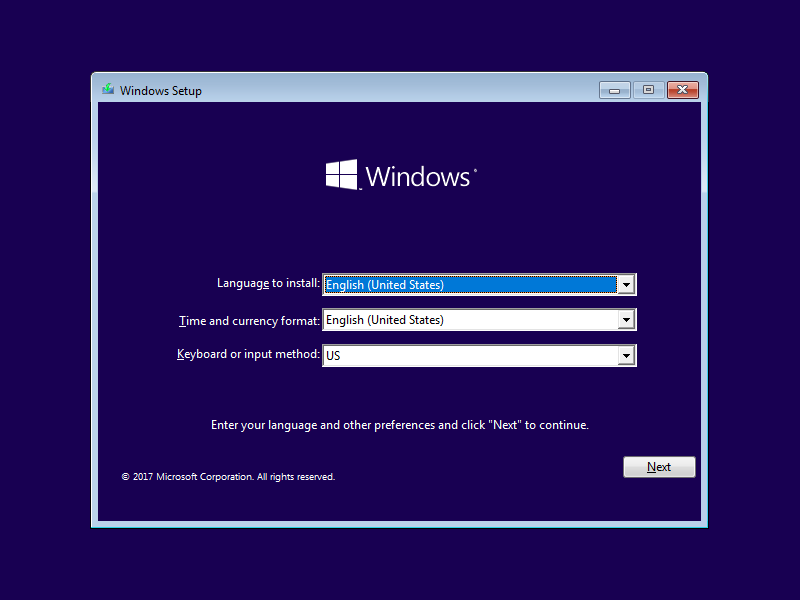 Windows Setup
Windows
Language to install: English (United States)
Time and currency format: English (United States)
Keyboard or input method: US
Enter your language and other preferences and click "Next" to continue.
Next
© 2017 Microsoft Corporation. All rights reserved.